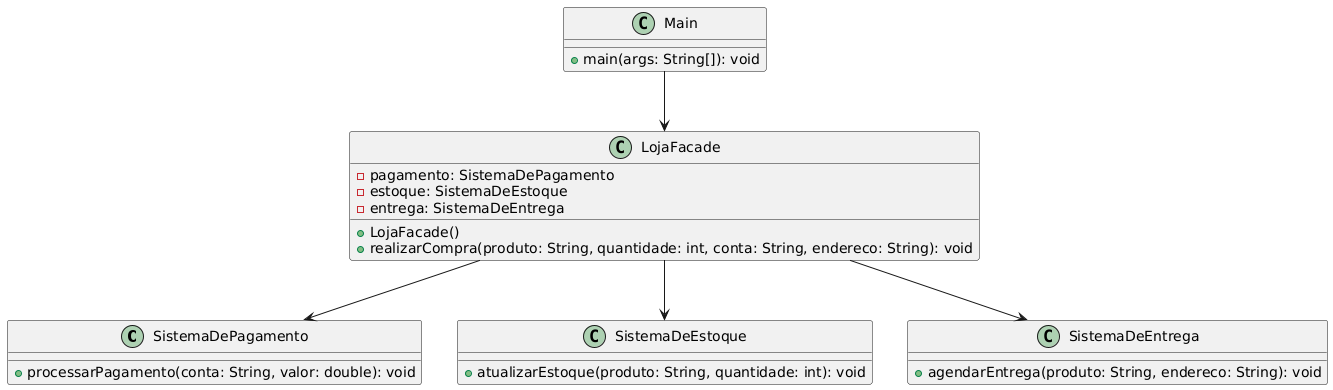 C Main
main(args: String[]): void
C LojaFacade
pagamento: SistemaDePagamento
estoque: SistemaDeEstoque
entrega: SistemaDeEntrega
LojaFacade()
realizarCompra(produto: String, quantidade: int, conta: String, endereco: String): void
C SistemaDePagamento
processarPagamento(conta: String, valor: double): void
C SistemaDeEstoque
atualizarEstoque(produto: String, quantidade: int): void
C SistemaDeEntrega
agendarEntrega(produto: String, endereco: String): void